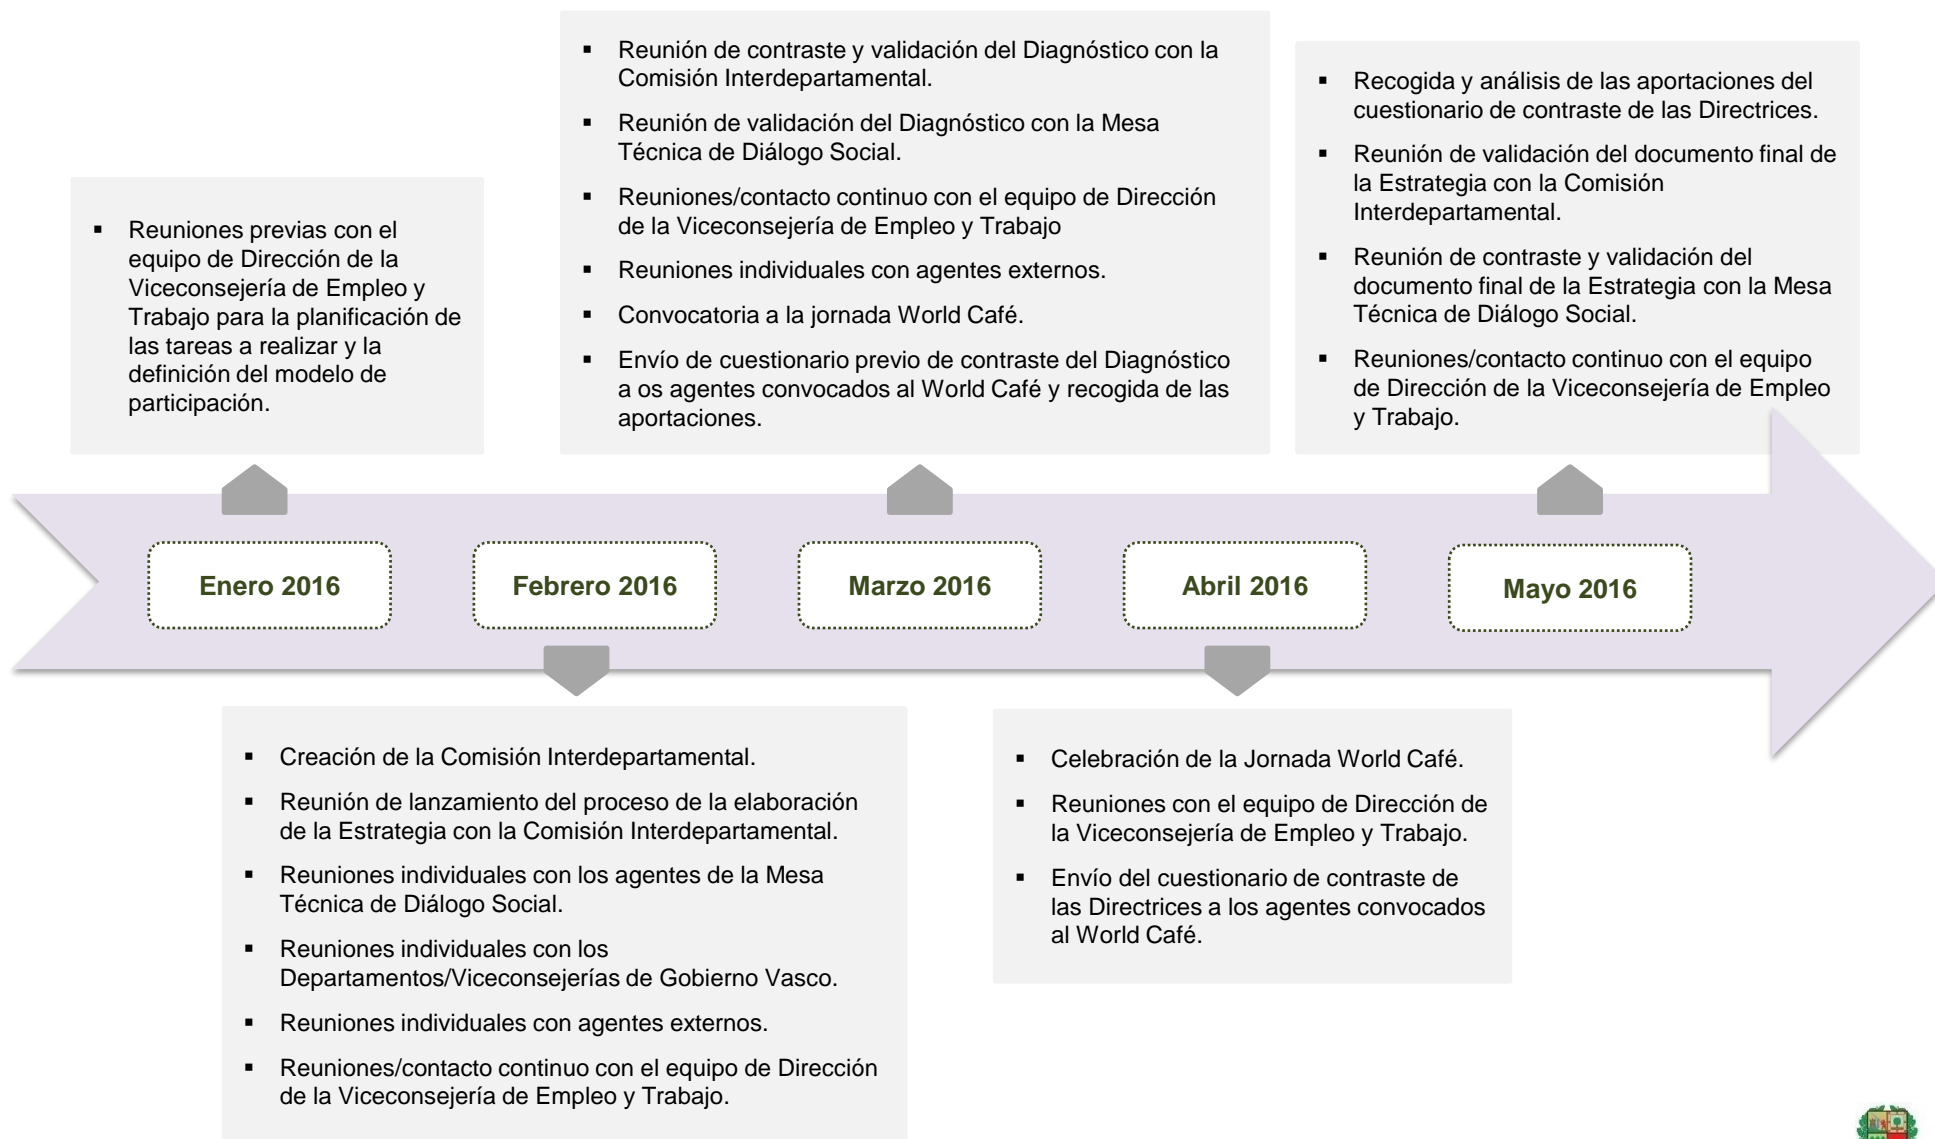 ▪ Reuniones previas con el
equipo de Dirección de la
Viceconsejería de Empleo y
Trabajo para la planificación de
las tareas a realizar y la
definición del modelo de
participación.
▪ Reunión de contraste y validación del Diagnóstico con la
Comisión Interdepartamental.
▪ Reunión de validación del Diagnóstico con la Mesa
Técnica de Diálogo Social.
▪ Reuniones/contacto continuo con el equipo de Dirección
de la Viceconsejería de Empleo y Trabajo
▪ Reuniones individuales con agentes externos.
▪ Convocatoria a la jornada World Café.
▪ Envío de cuestionario previo de contraste del Diagnóstico
a os agentes convocados al World Café y recogida de las
aportaciones.
▪ Recogida y análisis de las aportaciones del
cuestionario de contraste de las Directrices.
▪ Reunión de validación del documento final de
la Estrategia con la Comisión
Interdepartamental.
▪ Reunión de contraste y validación del
documento final de la Estrategia con la Mesa
Técnica de Diálogo Social.
▪ Reuniones/contacto continuo con el equipo
de Dirección de la Viceconsejería de Empleo
y Trabajo.
Enero 2016
Febrero 2016
Marzo 2016
Abril 2016
Mayo 2016
▪ Creación de la Comisión Interdepartamental.
▪ Reunión de lanzamiento del proceso de la elaboración
de la Estrategia con la Comisión Interdepartamental.
▪ Reuniones individuales con los agentes de la Mesa
Técnica de Diálogo Social.
▪ Reuniones individuales con los
Departamentos/Viceconsejerías de Gobierno Vasco.
▪ Reuniones individuales con agentes externos.
▪ Reuniones/contacto continuo con el equipo de Dirección
de la Viceconsejería de Empleo y Trabajo.
▪ Celebración de la Jornada World Café.
▪ Reuniones con el equipo de Dirección de
la Viceconsejería de Empleo y Trabajo.
▪ Envío del cuestionario de contraste de
las Directrices a los agentes convocados
al World Café.